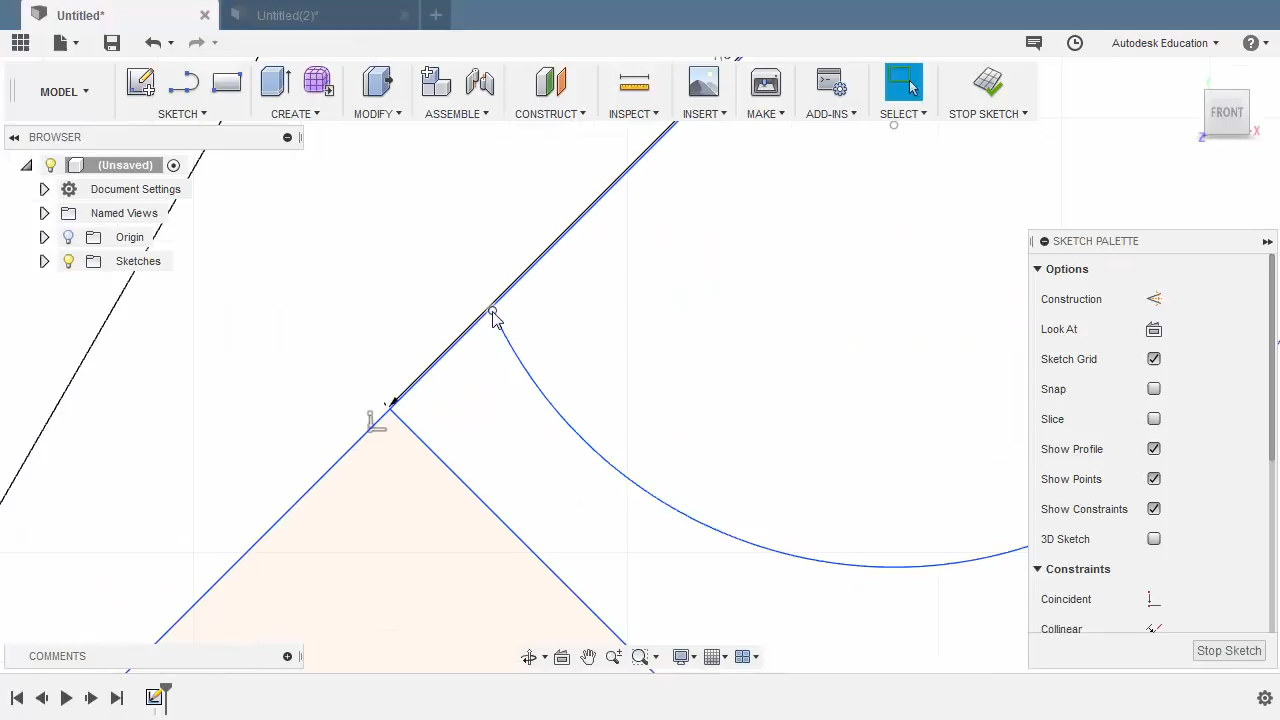 Untitled*
Untitled(2)*
Autodesk Education
MODEL
SKETCH
CREATE
MODIFY
ASSEMBLE
CONSTRUCT
INSPECT
INSERT
MAKE
ADD-INS
SELECT
STOP SKETCH
FRONT
X
Z
BROWSER
(Unsaved)
Document Settings
Named Views
Origin
Sketches
SKETCH PALETTE
Options
Construction
Look At
Sketch Grid
Snap
Slice
Show Profile
Show Points
Show Constraints
3D Sketch
Constraints
Coincident
Collinear
Stop Sketch
COMMENTS